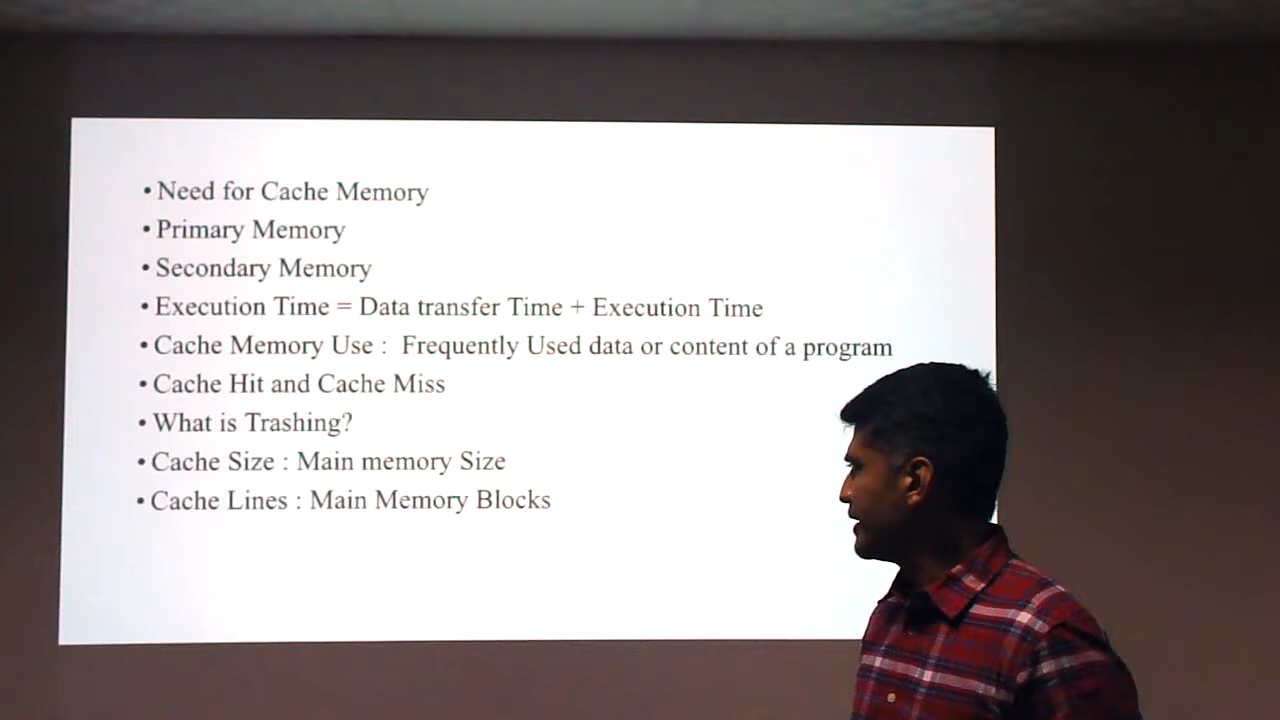 • Need for Cache Memory
• Primary Memory
• Secondary Memory
• Execution Time = Data transfer Time + Execution Time
• Cache Memory Use : Frequently Used data or content of a program
• Cache Hit and Cache Miss
• What is Trashing?
• Cache Size : Main memory Size
• Cache Lines : Main Memory Blocks